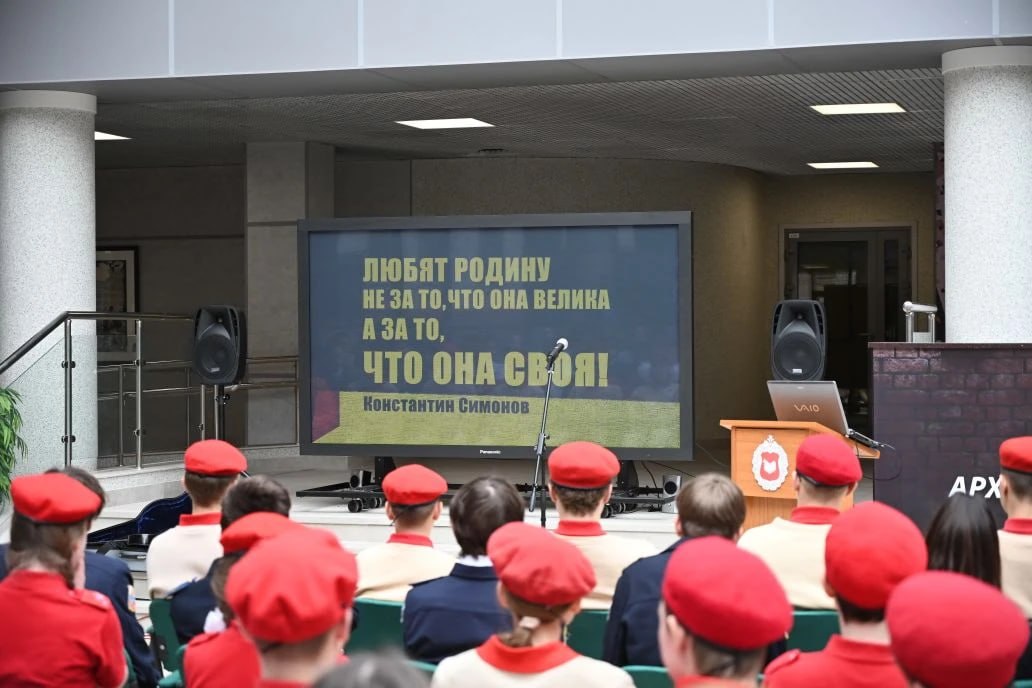 ЛЮБЯТ РОДИНУ
НЕ ЗА ТО, ЧТО ОНА ВЕЛИКА
А ЗА ТО,
ЧТО ОНА СВОЯ!
Константин Симонов
Panasonic
VAIO
АРХ